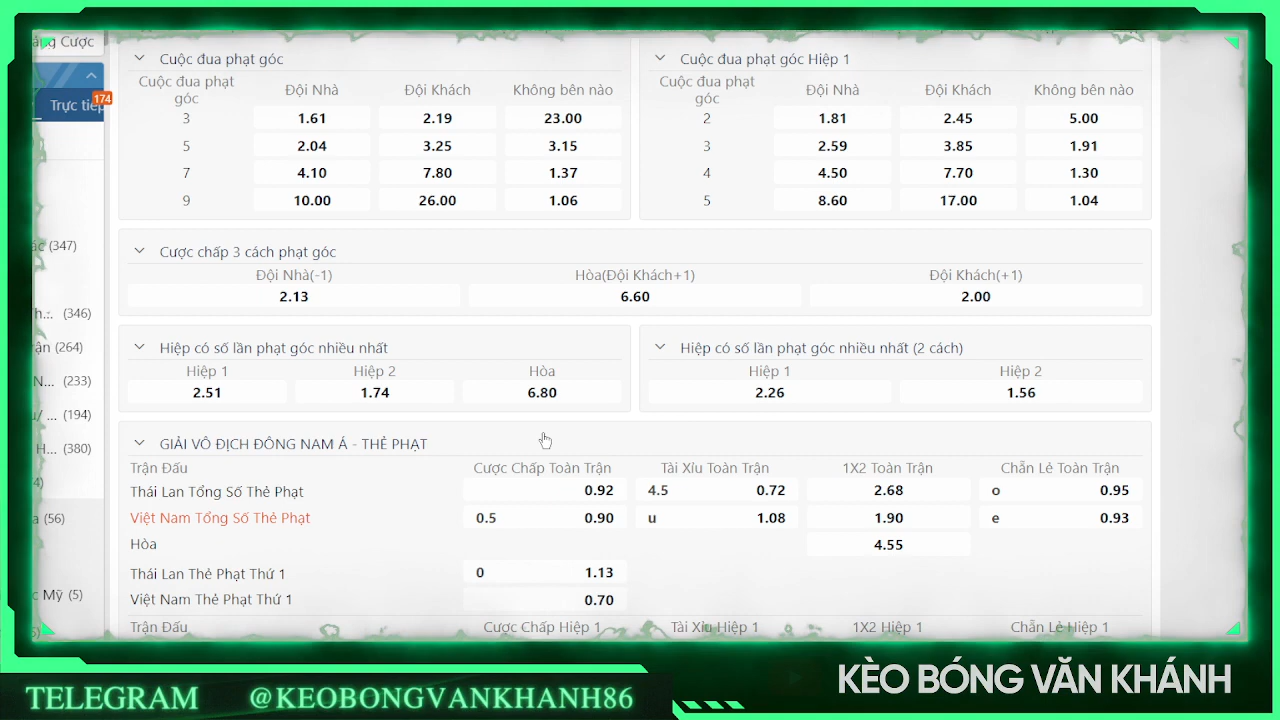 Cược
Trực tiếp
174
(347)
(346)
(264)
N... (233)
(194)
H... (380)
(56)
Mỹ (5)
Cuộc đua phạt góc
Cuộc đua phạt góc Đội Nhà Đội Khách Không bên nào
3 1.61 2.19 23.00
5 2.04 3.25 3.15
7 4.10 7.80 1.37
9 10.00 26.00 1.06
Cuộc đua phạt góc Hiệp 1
Cuộc đua phạt góc Đội Nhà Đội Khách Không bên nào
2 1.81 2.45 5.00
3 2.59 3.85 1.91
4 4.50 7.70 1.30
5 8.60 17.00 1.04
Cược chấp 3 cách phạt góc
Đội Nhà(-1) Hòa(Đội Khách+1) Đội Khách(+1)
2.13 6.60 2.00
Hiệp có số lần phạt góc nhiều nhất
Hiệp 1 Hiệp 2 Hòa
2.51 1.74 6.80
Hiệp có số lần phạt góc nhiều nhất (2 cách)
Hiệp 1 Hiệp 2
2.26 1.56
GIẢI VÔ ĐỊCH ĐÔNG NAM Á - THẺ PHẠT
Trận Đấu Cược Chấp Toàn Trận Tài Xỉu Toàn Trận 1X2 Toàn Trận Chẵn Lẻ Toàn Trận
Thái Lan Tổng Số Thẻ Phạt 0.92 4.5 0.72 2.68 o 0.95
Việt Nam Tổng Số Thẻ Phạt 0.5 0.90 u 1.08 1.90 e 0.93
Hòa 4.55
Thái Lan Thẻ Phạt Thứ 1 0 1.13
Việt Nam Thẻ Phạt Thứ 1 0.70
Trận Đấu Cược Chấp Hiệp 1 Tài Xỉu Hiệp 1 1X2 Hiệp 1 Chẵn Lẻ Hiệp 1
KÈO BÓNG VĂN KHÁNH
TELEGRAM @KEOBONGVANKHANH86